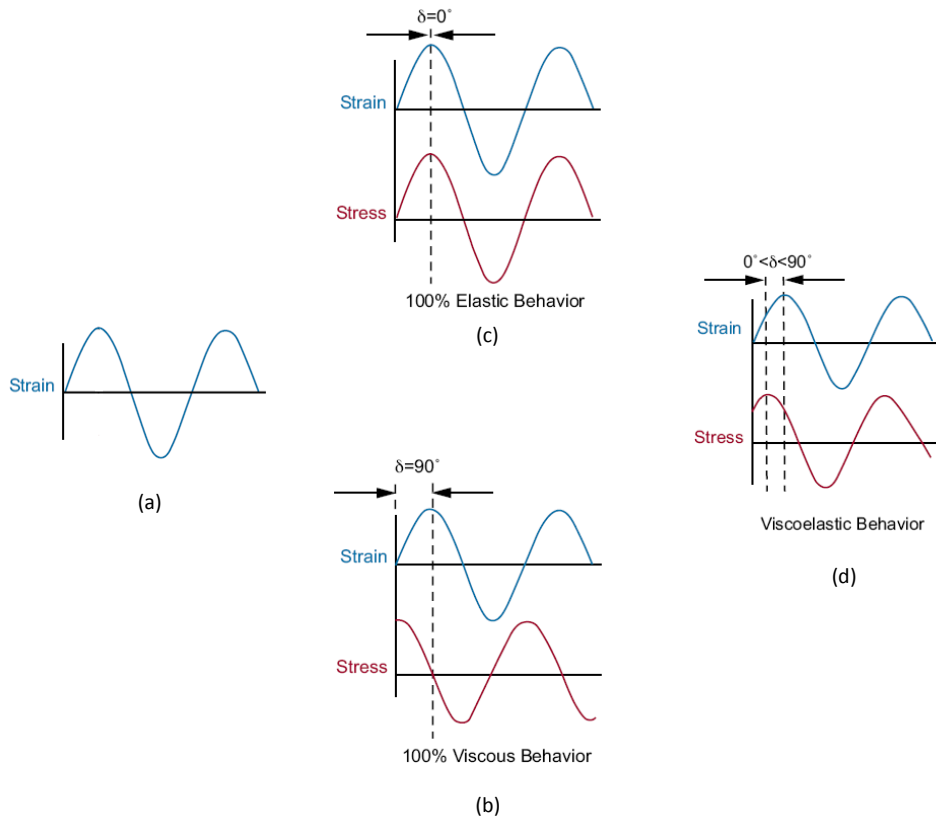 δ=0˚
Strain
Stress
100% Elastic Behavior
(c)
Strain
(a)
δ=90˚
Strain
Stress
100% Viscous Behavior
(b)
0˚<δ<90˚
Strain
Stress
Viscoelastic Behavior
(d)